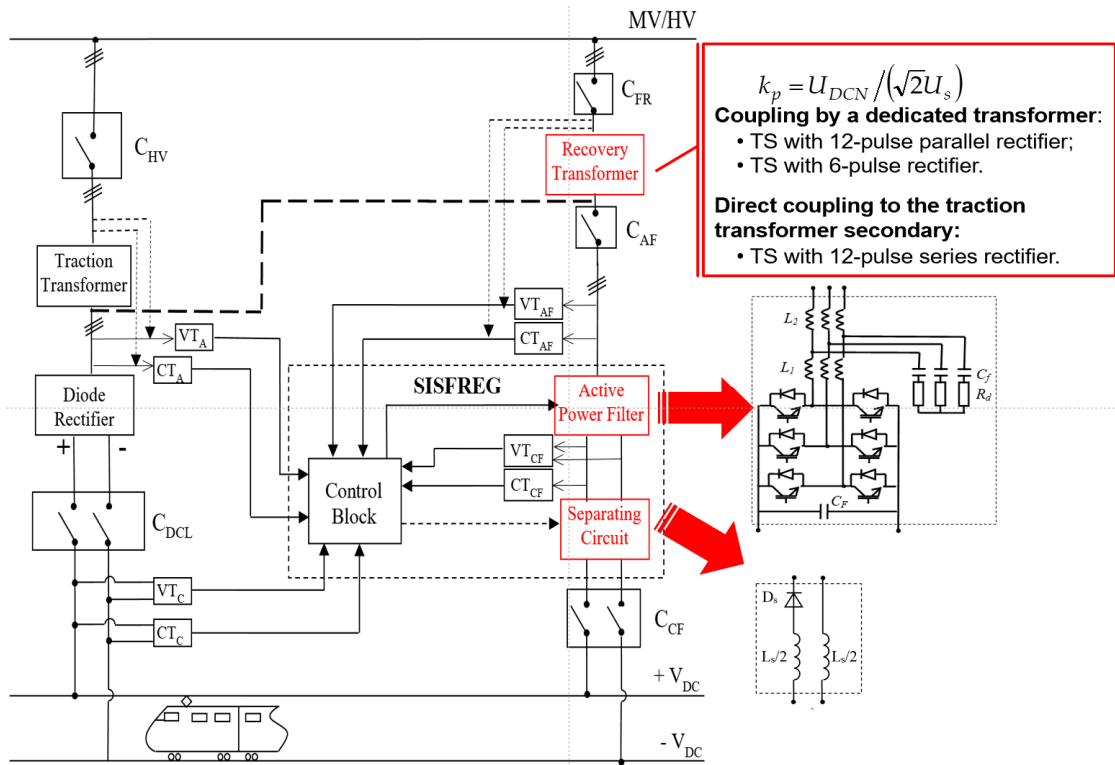 MV/HV
C_FR
k_p = U_DCN/(√2U_s)
Coupling by a dedicated transformer:
• TS with 12-pulse parallel rectifier;
• TS with 6-pulse rectifier.
Direct coupling to the traction
transformer secondary:
• TS with 12-pulse series rectifier.
C_HV
Recovery
Transformer
C_AF
Traction
Transformer
VT_A
CT_A
VT_AF
CT_AF
L_2
L_1
C_f
R_d
C_F
Diode
Rectifier
+
-
SISFREG
Active
Power Filter
VT_CF
CT_CF
Control
Block
Separating
Circuit
C_DCL
VT_C
CT_C
C_CF
D_s
L_s/2
L_s/2
+ V_DC
- V_DC